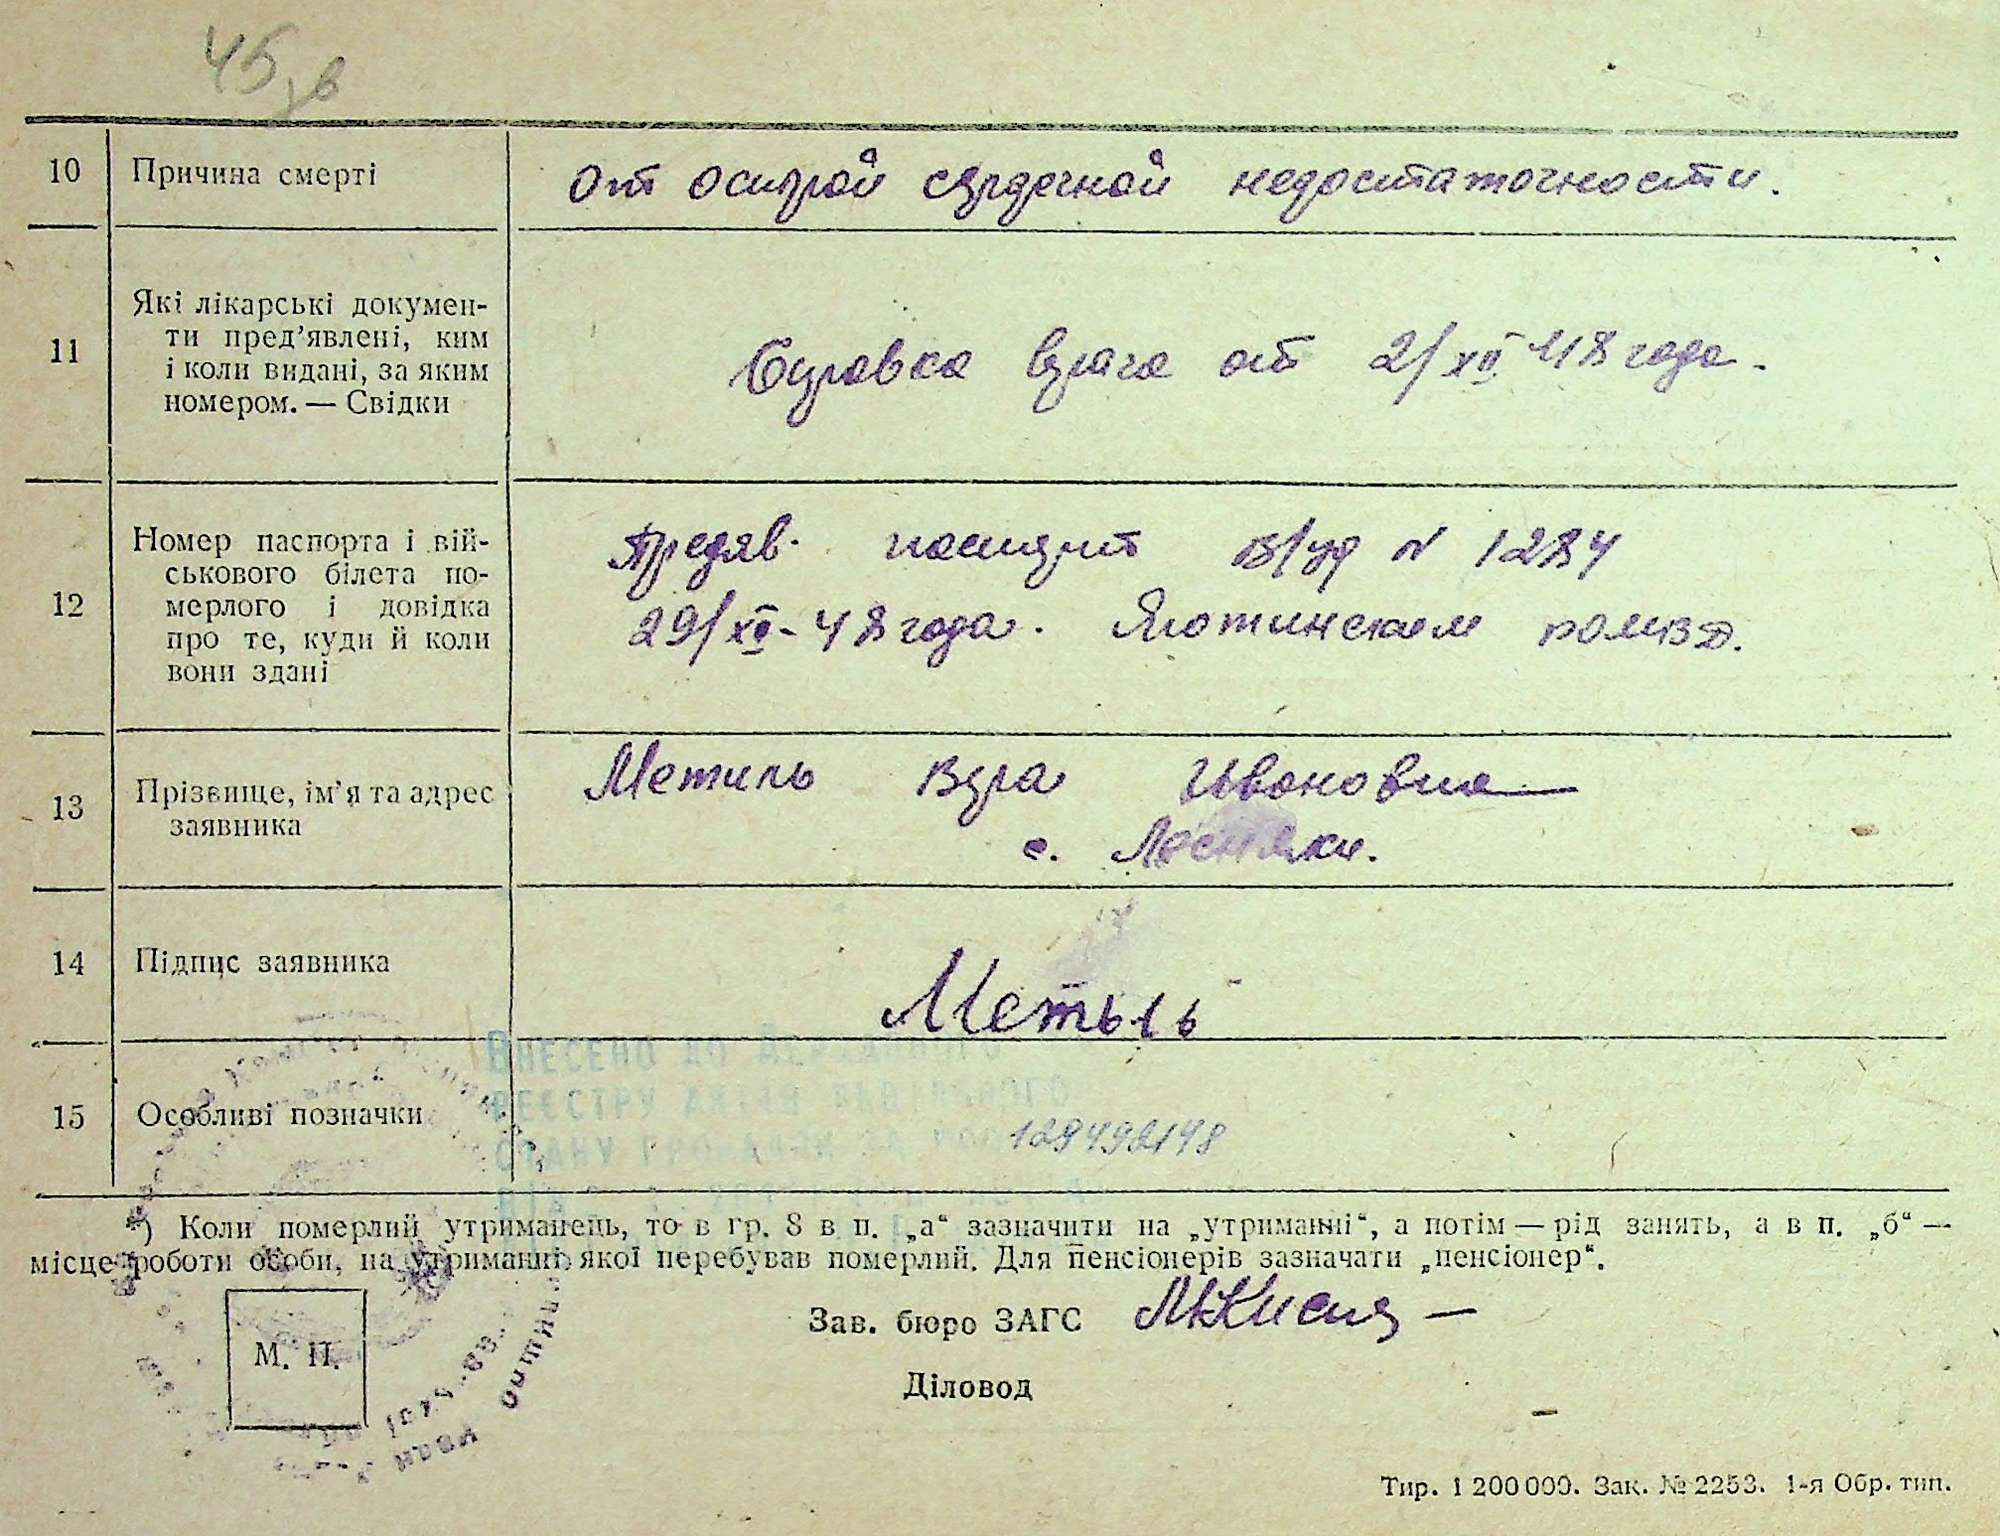 45 зв
10 Причина смерті От острой сердечной недостаточности.
11 Які лікарські докумен-
ти пред’явлені, ким
і коли видані, за яким
номером. — Свідки
Справка врача от 2/XII 48 года.
12 Номер паспорта і вій-
ськового білета по-
мерлого і довідка
про те, куди й коли
вони здані
Предяв. паспорт в/уд N 1284
29/XII-48 года. Яготинским РОМВД.
13 Прізвище, ім’я та адрес
заявника
Метиль Вера Ивановна
с. Лесняки.
14 Підпис заявника Метыль
Внесено до Державного
реєстру актів цивільного
стану громадян за
15 Особливі позначки
*) Коли померлий утриманець, то в гр. 8 в п. „а“ зазначити на „утриманні“, а потім — рід занять, а в п. „б“ —
місце роботи особи, на утриманні якої перебував померлий. Для пенсіонерів зазначати „пенсіонер“.
М. П.
Зав. бюро ЗАГС
Діловод
Тир. 1 200 000. Зак. № 2253. 1-я Обр. тип.